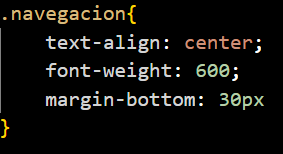 .navegacion{
    text-align: center;
    font-weight: 600;
    margin-bottom: 30px
}